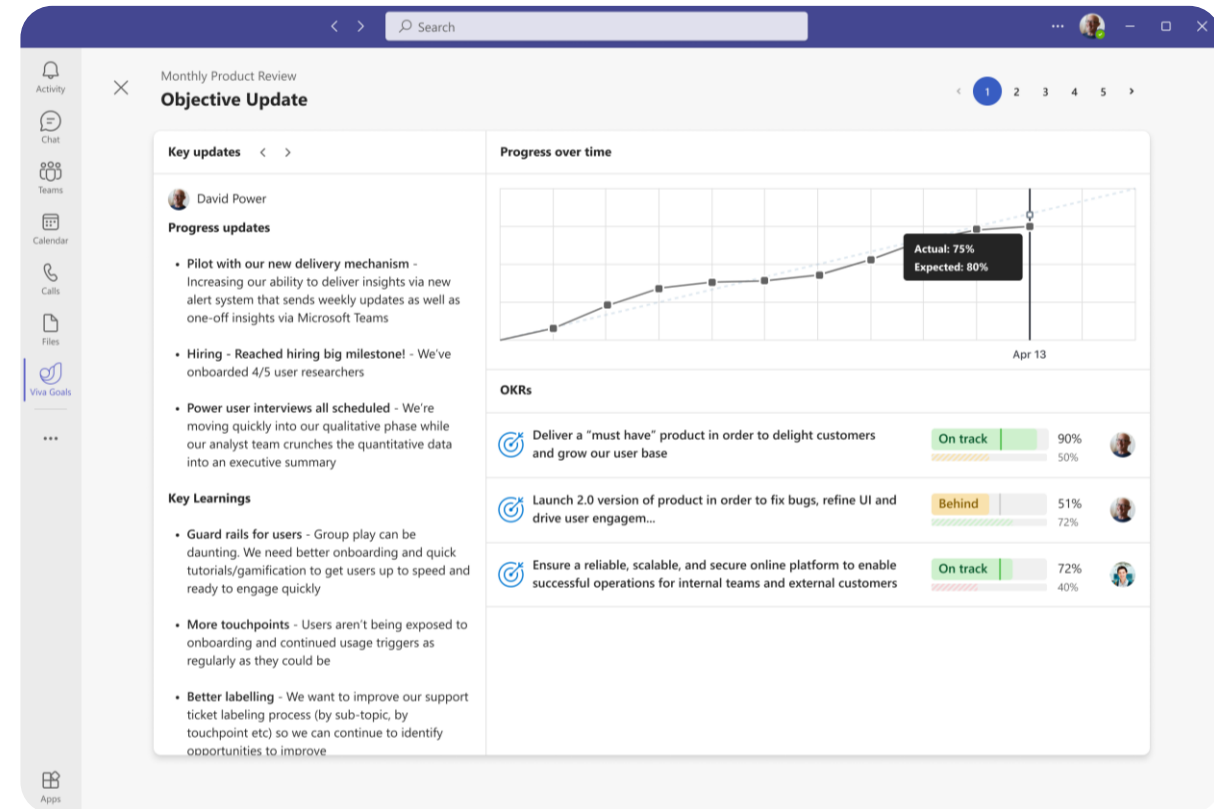 Search
Activity
Chat
Teams
Calendar
Calls
Files
Viva Goals
Apps
Monthly Product Review
Objective Update
1 2 3 4 5
Key updates
David Power
Progress updates
• Pilot with our new delivery mechanism -
Increasing our ability to deliver insights via new
alert system that sends weekly updates as well as
one-off insights via Microsoft Teams
• Hiring - Reached hiring big milestone! - We've
onboarded 4/5 user researchers
• Power user interviews all scheduled - We're
moving quickly into our qualitative phase while
our analyst team crunches the quantitative data
into an executive summary
Key Learnings
• Guard rails for users - Group play can be
daunting. We need better onboarding and quick
tutorials/gamification to get users up to speed and
ready to engage quickly
• More touchpoints - Users aren't being exposed to
onboarding and continued usage triggers as
regularly as they could be
• Better labelling - We want to improve our support
ticket labeling process (by sub-topic, by
touchpoint etc) so we can continue to identify
opportunities to improve
Progress over time
Actual: 75%
Expected: 80%
Apr 13
OKRs
Deliver a "must have" product in order to delight customers
and grow our user base
On track
90%
50%
Launch 2.0 version of product in order to fix bugs, refine UI and
drive user engagem...
Behind
51%
72%
Ensure a reliable, scalable, and secure online platform to enable
successful operations for internal teams and external customers
On track
72%
40%